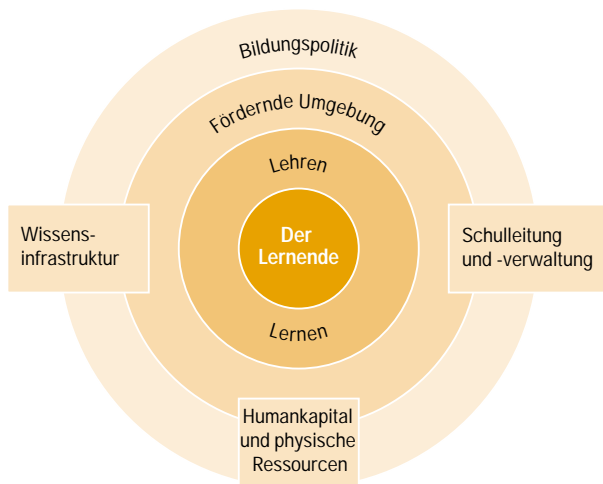 Bildungspolitik
Fördernde Umgebung
Lehren
Wissens-
infrastruktur
Der
Lernende
Schulleitung
und -verwaltung
Lernen
Humankapital
und physische
Ressourcen